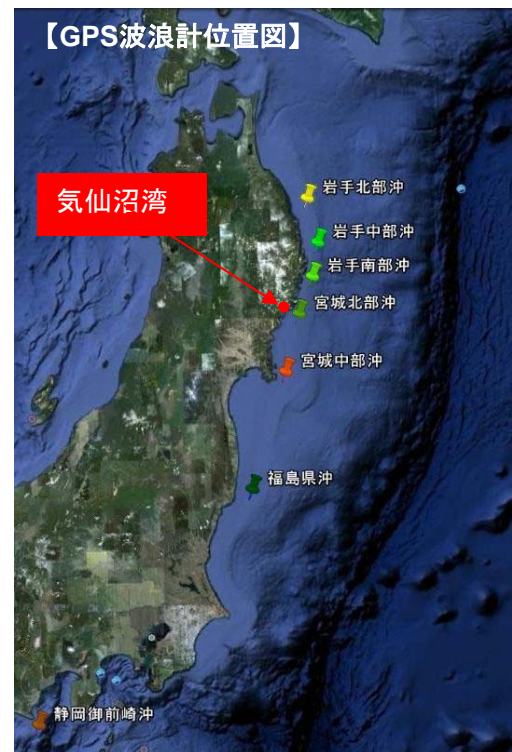 【GPS波浪計位置図】
岩手北部沖
気仙沼湾
岩手中部沖
岩手南部沖
宮城北部沖
宮城中部沖
福島県沖
静岡御前崎沖